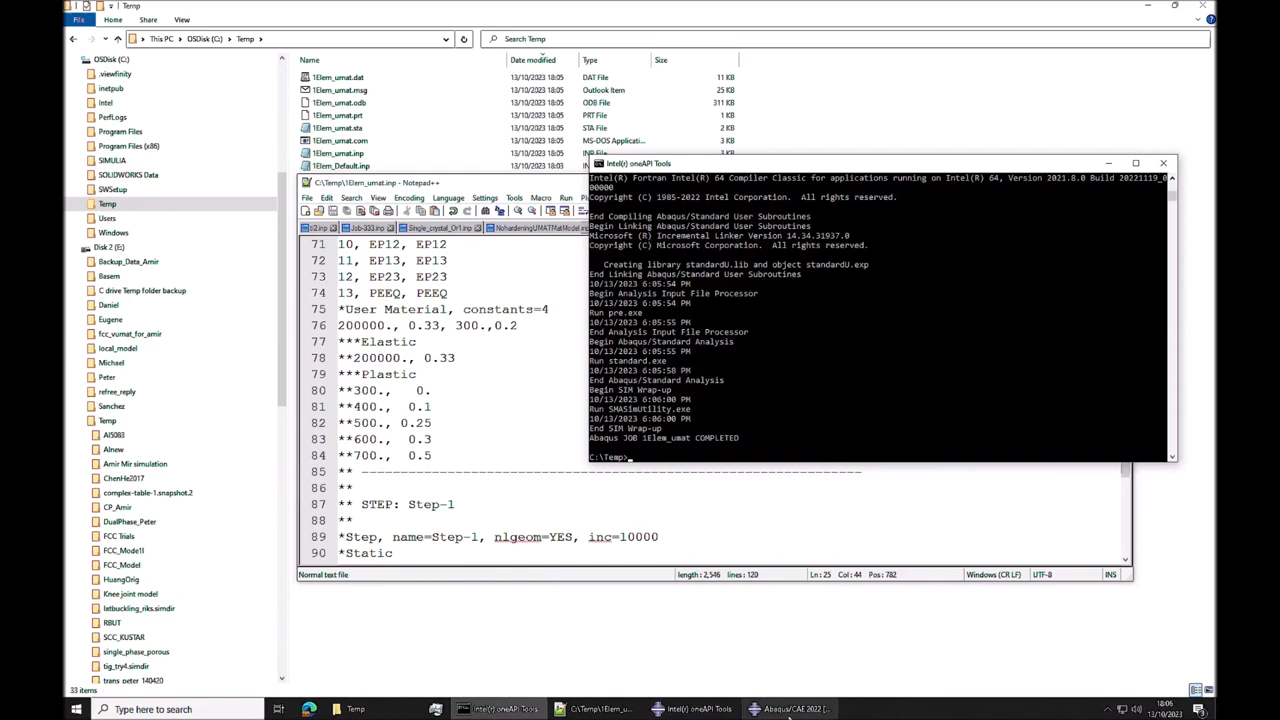 Temp
File
Home
Share
View
This PC
OSDisk (C:)
Temp
Search Temp
OSDisk (C:)
.viewfinity
inetpub
Intel
PerfLogs
Program Files
Program Files (x86)
SIMULIA
SOLIDWORKS Data
SWSetup
Temp
Users
Windows
Disk 2 (E:)
Backup_Data_Amir
Basem
C drive Temp folder backup
Daniel
Eugene
fcc_vumat_for_amir
local_model
Michael
Peter
refree_reply
Sanchez
Temp
Al5083
Alnew
Amir Mir simulation
ChenHe2017
complex-table-1.snapshot.2
CP_Amir
DualPhase_Peter
FCC Trials
FCC_Mode1l
FCC_Model
HuangOrig
Knee joint model
latbuckling_riks.simdir
RBUT
SCC_KUSTAR
single_phase_porous
tig_try4.simdir
trans_peter_140420
33 items
Name Date modified Type Size
1Elem_umat.dat 13/10/2023 18:05 DAT File 11 KB
1Elem_umat.msg 13/10/2023 18:05 Outlook Item 25 KB
1Elem_umat.odb 13/10/2023 18:05 ODB File 311 KB
1Elem_umat.prt 13/10/2023 18:05 PRT File 1 KB
1Elem_umat.sta 13/10/2023 18:05 STA File 2 KB
1Elem_umat.com 13/10/2023 18:05 MS-DOS Applicati... 3 KB
1Elem_umat.inp 13/10/2023 18:05
1Elem_Default.inp 13/10/2023 18:03
C:\Temp\1Elem_umat.inp - Notepad++
File Edit Search View Encoding Language Settings Tools Macro Run
b2.inp Job-333.inp Single_crystal_Or1.inp NohardeningUMATMatModel.inp
71 10, EP12, EP12
72 11, EP13, EP13
73 12, EP23, EP23
74 13, PEEQ, PEEQ
75 *User Material, constants=4
76 200000., 0.33, 300.,0.2
77 ***Elastic
78 **200000., 0.33
79 ***Plastic
80 **300., 0.
81 **400., 0.1
82 **500., 0.25
83 **600., 0.3
84 **700., 0.5
85 ** ----------------------------------------------------------------
86 **
87 ** STEP: Step-1
88 **
89 *Step, name=Step-1, nlgeom=YES, inc=10000
90 *Static
Normal text file length : 2,546 lines : 120 Ln : 25 Col : 44 Pos : 782 Windows (CR LF) UTF-8 INS
Intel(r) oneAPI Tools
Intel(R) Fortran Intel(R) 64 Compiler Classic for applications running on Intel(R) 64, Version 2021.8.0 Build 20221119_0
00000
Copyright (C) 1985-2022 Intel Corporation. All rights reserved.
End Compiling Abaqus/Standard User Subroutines
Begin Linking Abaqus/Standard User Subroutines
Microsoft (R) Incremental Linker Version 14.34.31937.0
Copyright (C) Microsoft Corporation. All rights reserved.
Creating library standardU.lib and object standardU.exp
End Linking Abaqus/Standard User Subroutines
10/13/2023 6:05:54 PM
Begin Analysis Input File Processor
10/13/2023 6:05:54 PM
Run pre.exe
10/13/2023 6:05:55 PM
End Analysis Input File Processor
Begin Abaqus/Standard Analysis
10/13/2023 6:05:55 PM
Run standard.exe
10/13/2023 6:05:58 PM
End Abaqus/Standard Analysis
Begin SIM Wrap-up
10/13/2023 6:06:00 PM
Run SMASimUtility.exe
10/13/2023 6:06:00 PM
End SIM Wrap-up
Abaqus JOB 1Elem_umat COMPLETED
C:\Temp>_
Type here to search
Temp
Intel(r) oneAPI Tools
C:\Temp\1Elem_u...
Intel(r) oneAPI Tools
Abaqus/CAE 2022 [...
18:06
13/10/2023